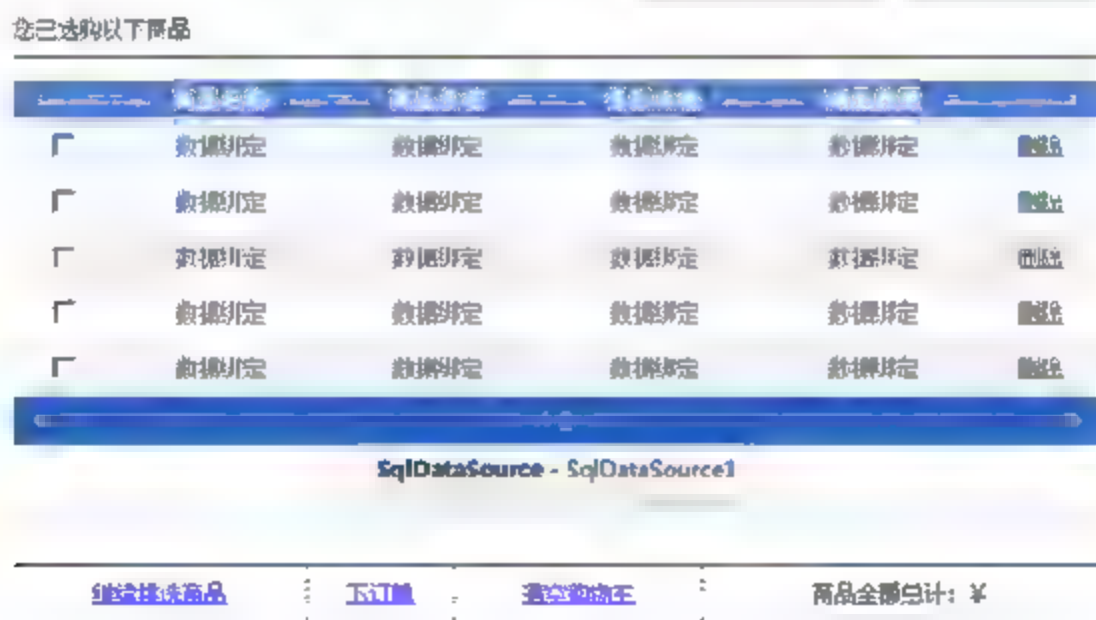 您已选购以下商品
数据绑定 数据绑定 数据绑定 数据绑定 删除
数据绑定 数据绑定 数据绑定 数据绑定 删除
数据绑定 数据绑定 数据绑定 数据绑定 删除
数据绑定 数据绑定 数据绑定 数据绑定 删除
数据绑定 数据绑定 数据绑定 数据绑定 删除
SqlDataSource - SqlDataSource1
继续挑选商品 下订单 清空购物车 商品全部总计：￥